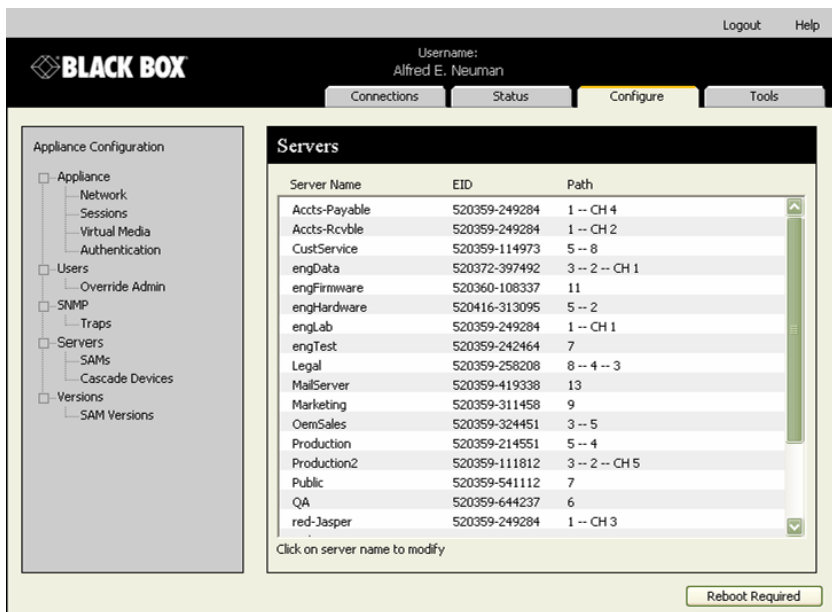 Logout Help
BLACK BOX
Username:
Alfred E. Neuman
Connections Status Configure Tools
Appliance Configuration
Appliance
Network
Sessions
Virtual Media
Authentication
Users
Override Admin
SNMP
Traps
Servers
SAMs
Cascade Devices
Versions
SAM Versions
Servers
Server Name EID Path
Accts-Payable 520359-249284 1 -- CH 4
Accts-Rcvble 520359-249284 1 -- CH 2
CustService 520359-114973 5 -- 8
engData 520372-397492 3 -- 2 -- CH 1
engFirmware 520360-108337 11
engHardware 520416-313095 5 -- 2
engLab 520359-249284 1 -- CH 1
engTest 520359-242464 7
Legal 520359-258208 8 -- 4 -- 3
MailServer 520359-419338 13
Marketing 520359-311458 9
OemSales 520359-324451 3 -- 5
Production 520359-214551 5 -- 4
Production2 520359-111812 3 -- 2 -- CH 5
Public 520359-541112 7
QA 520359-644237 6
red-Jasper 520359-249284 1 -- CH 3
Click on server name to modify
Reboot Required